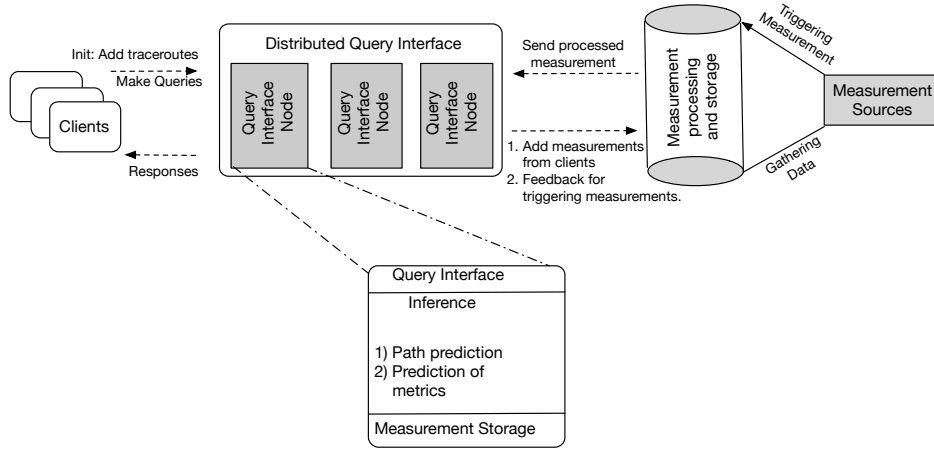 Init: Add traceroutes
Make Queries
Clients
Responses
Distributed Query Interface
Query
Interface
Node
Query
Interface
Node
Query
Interface
Node
Send processed
measurement
1. Add measurements
from clients
2. Feedback for
triggering measurements.
Measurement
processing
and storage
Triggering
Measurement
Measurement
Sources
Gathering
Data
Query Interface
Inference
1) Path prediction
2) Prediction of
metrics
Measurement Storage